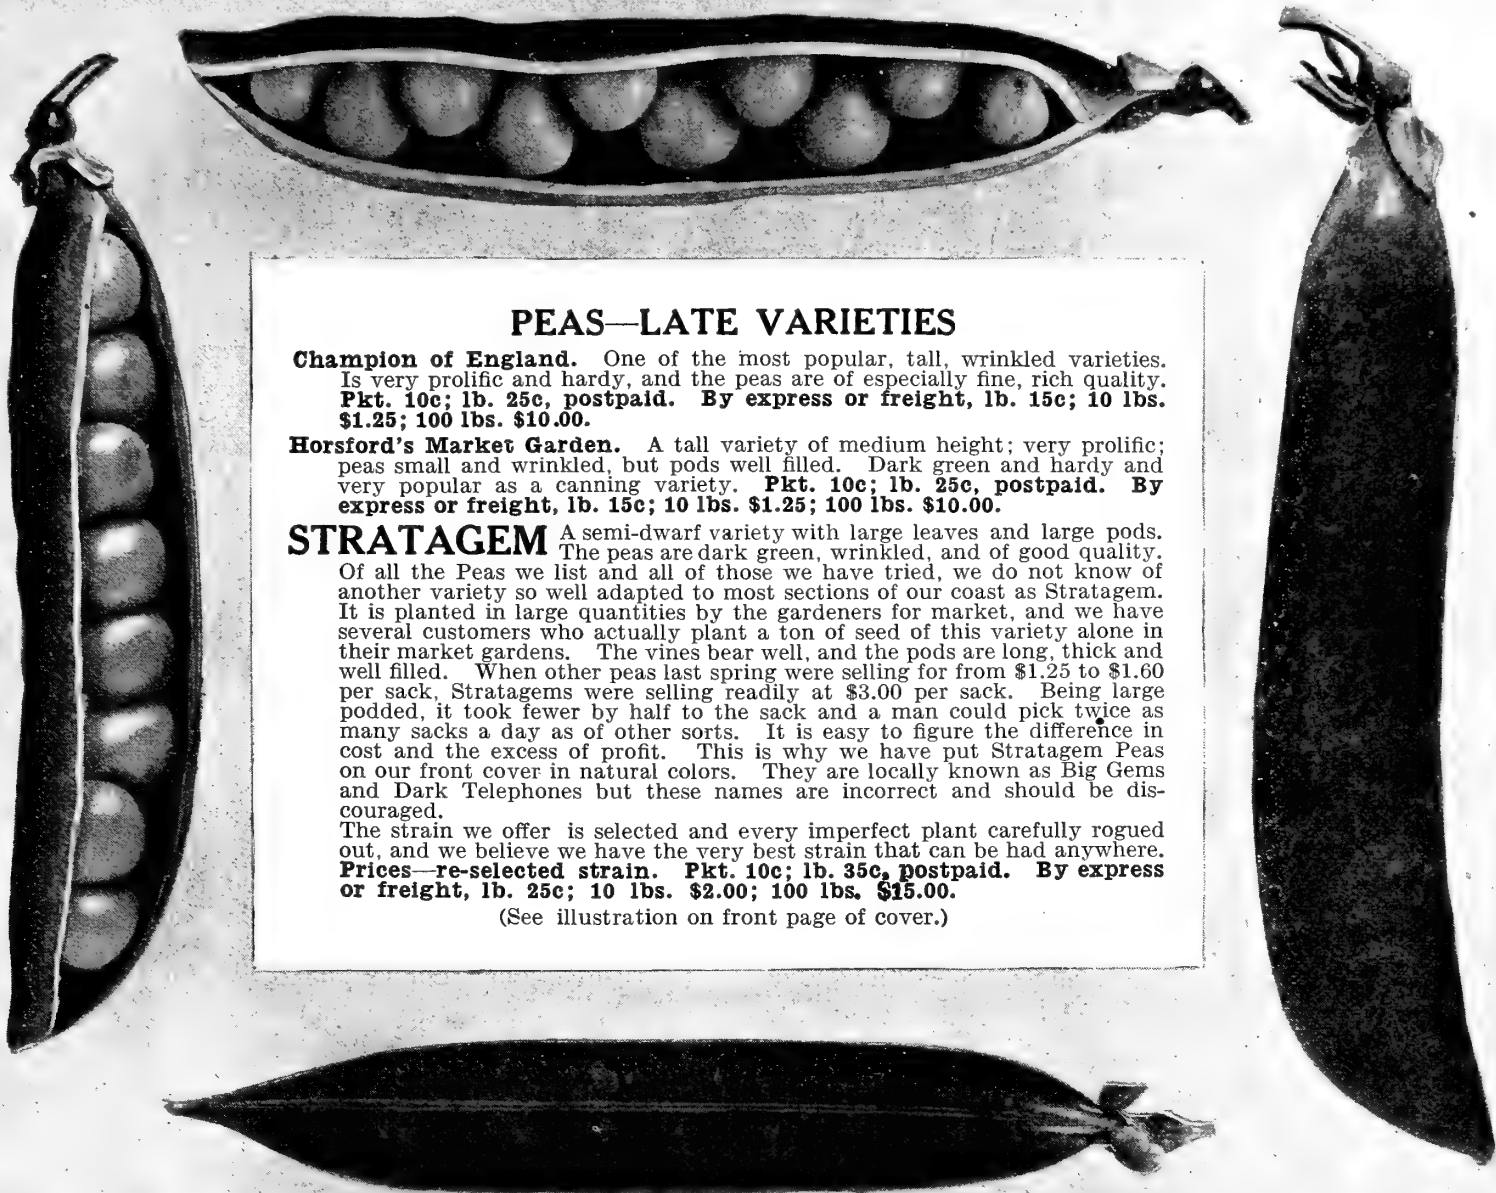 PEAS—LATE VARIETIES
Champion of England. One of the most popular, tall, wrinkled varieties.
Is very prolific and hardy, and the peas are of especially fine, rich quality.
Pkt. 10c; lb. 25c, postpaid. By express or freight, lb. 15c; 10 lbs.
$1.25; 100 lbs. $10.00.
Horsford's Market Garden. A tall variety of medium height; very prolific;
peas small and wrinkled, but pods well filled. Dark green and hardy and
very popular as a canning variety. Pkt. 10c; lb. 25c, postpaid. By
express or freight, lb. 15c; 10 lbs. $1.25; 100 lbs. $10.00.
STRATAGEM A semi-dwarf variety with large leaves and large pods.
The peas are dark green, wrinkled, and of good quality.
Of all the Peas we list and all of those we have tried, we do not know of
another variety so well adapted to most sections of our coast as Stratagem.
It is planted in large quantities by the gardeners for market, and we have
several customers who actually plant a ton of seed of this variety alone in
their market gardens. The vines bear well, and the pods are long, thick and
well filled. When other peas last spring were selling for from $1.25 to $1.60
per sack, Stratagems were selling readily at $3.00 per sack. Being large
podded, it took fewer by half to the sack and a man could pick twice as
many sacks a day as of other sorts. It is easy to figure the difference in
cost and the excess of profit. This is why we have put Stratagem Peas
on our front cover in natural colors. They are locally known as Big Gems
and Dark Telephones but these names are incorrect and should be dis-
couraged.
The strain we offer is selected and every imperfect plant carefully rogued
out, and we believe we have the very best strain that can be had anywhere.
Prices—re-selected strain. Pkt. 10c; lb. 35c, postpaid. By express
or freight, lb. 25c; 10 lbs. $2.00; 100 lbs. $15.00.
(See illustration on front page of cover.)